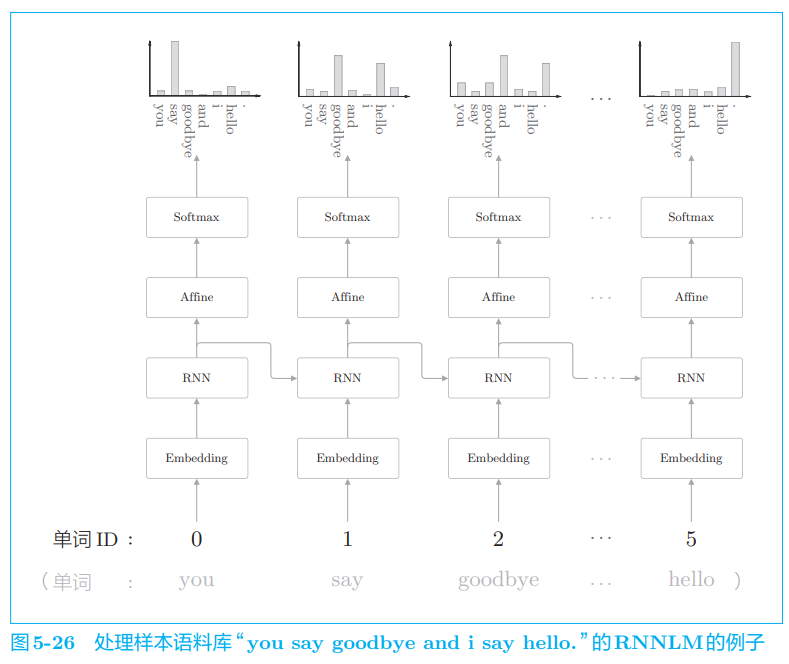 you say goodbye and i hello .
you say goodbye and i hello .
you say goodbye and i hello .
...
you say goodbye and i hello .
Softmax Softmax Softmax ... Softmax
Affine Affine Affine ... Affine
RNN RNN RNN ... RNN
Embedding Embedding Embedding ... Embedding
单词 ID : 0 1 2 ... 5
(单词 : you say goodbye ... hello )
图 5-26 处理样本语料库“you say goodbye and i say hello.”的RNNLM的例子